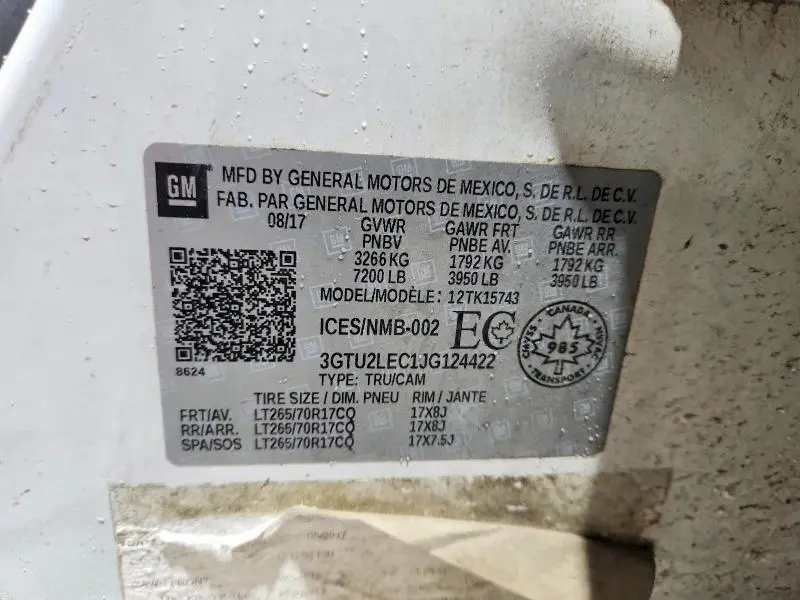 GM
MFD BY GENERAL MOTORS DE MEXICO, S. DE R.L. DE C.V.
FAB. PAR GENERAL MOTORS DE MEXICO, S. DE R.L. DE C.V.
08/17 GVWR GAWR FRT GAWR RR
PNBV PNBE AV. PNBE ARR.
3266 KG 1792 KG 1792 KG
7200 LB 3950 LB 3950 LB
MODEL/MODÈLE: 12TK15743
ICES/NMB-002 EC
CANADA
CMVSS 985 NSVAC
TRANSPORT
3GTU2LEC1JG124422
8624
TYPE: TRU/CAM
TIRE SIZE / DIM. PNEU RIM / JANTE
FRT/AV. LT265/70R17CQ 17X8J
RR/ARR. LT265/70R17CQ 17X8J
SPA/SOS LT265/70R17CQ 17X7.5J